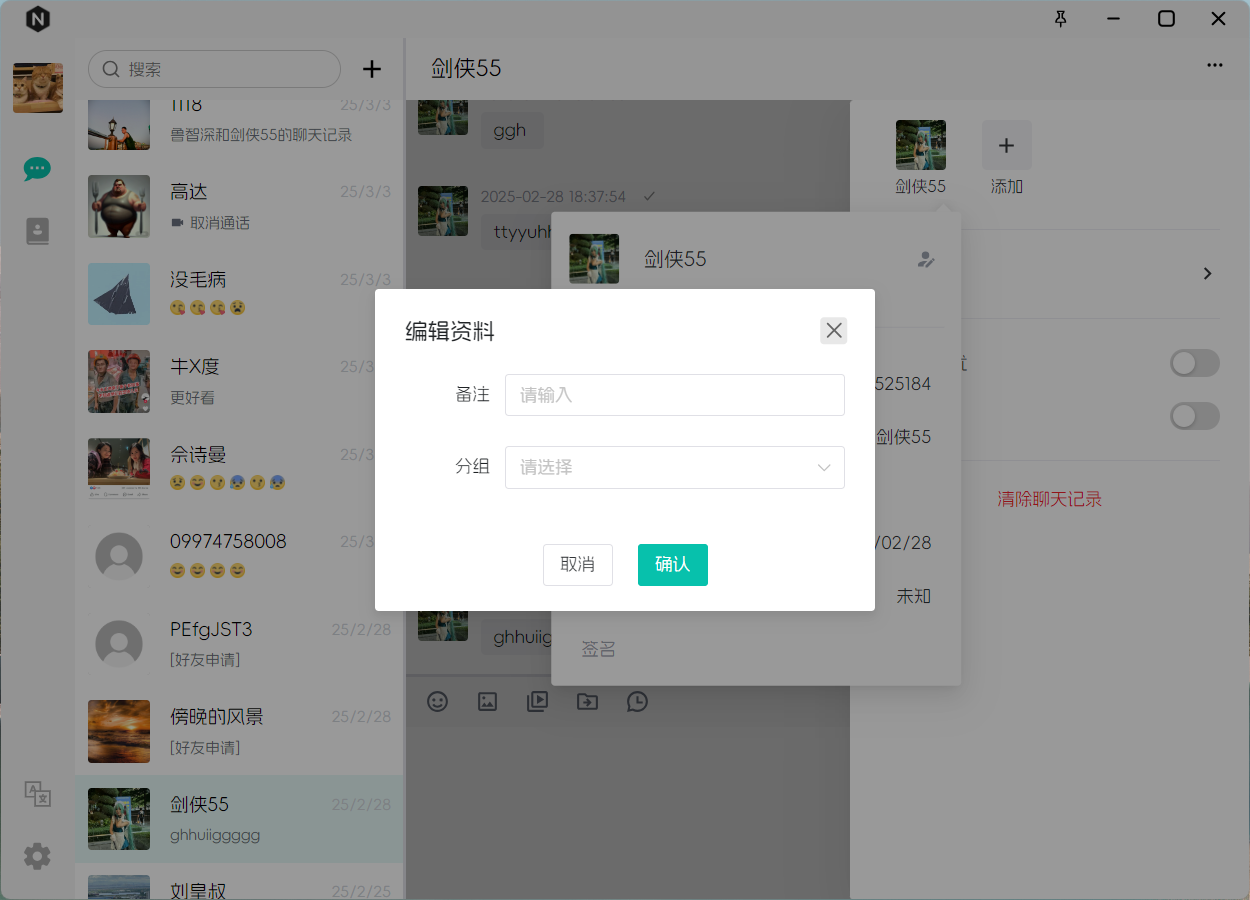 搜索
剑侠55
1118
25/3/3
鲁智深和剑侠55的聊天记录
高达
25/3/3
取消通话
没毛病
25/3/3
牛X度
25/3
更好看
佘诗曼
25/3
09974758008
25/3
PEfgJST3
25/2/28
[好友申请]
傍晚的风景
25/2/28
[好友申请]
剑侠55
25/2/28
ghhuiiggggg
刘皇叔
25/2/25
ggh
2025-02-28 18:37:54
ttyyuhh
ghhuiig
剑侠55
添加
剑侠55
525184
剑侠55
/02/28
未知
签名
清除聊天记录
编辑资料
备注
请输入
分组
请选择
取消
确认